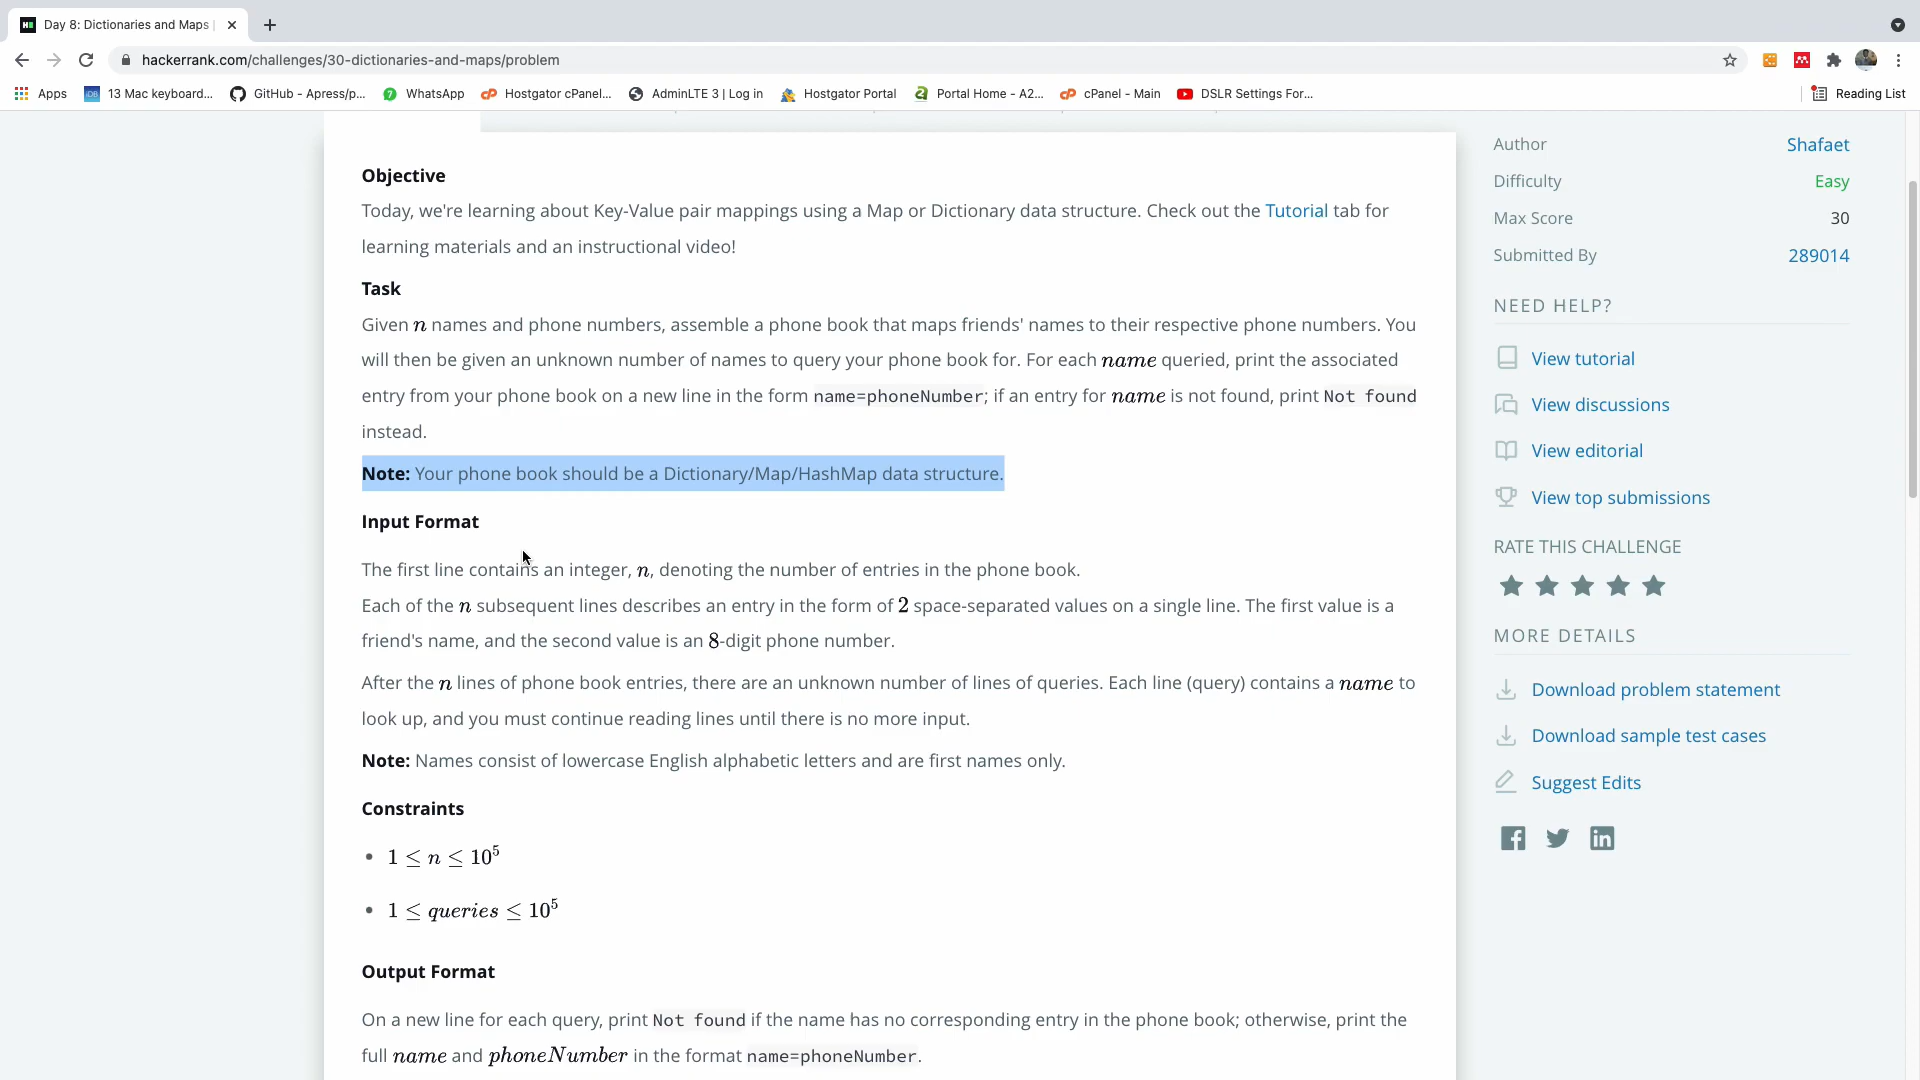 Day 8: Dictionaries and Maps |
hackerrank.com/challenges/30-dictionaries-and-maps/problem
Apps
13 Mac keyboard...
GitHub - Apress/p...
WhatsApp
Hostgator cPanel...
AdminLTE 3 | Log in
Hostgator Portal
Portal Home - A2...
cPanel - Main
DSLR Settings For...
Reading List
Objective
Today, we're learning about Key-Value pair mappings using a Map or Dictionary data structure. Check out the Tutorial tab for
learning materials and an instructional video!
Task
Given n names and phone numbers, assemble a phone book that maps friends' names to their respective phone numbers. You
will then be given an unknown number of names to query your phone book for. For each name queried, print the associated
entry from your phone book on a new line in the form name=phoneNumber; if an entry for name is not found, print Not found
instead.
Note: Your phone book should be a Dictionary/Map/HashMap data structure.
Input Format
The first line contains an integer, n, denoting the number of entries in the phone book.
Each of the n subsequent lines describes an entry in the form of 2 space-separated values on a single line. The first value is a
friend's name, and the second value is an 8-digit phone number.
After the n lines of phone book entries, there are an unknown number of lines of queries. Each line (query) contains a name to
look up, and you must continue reading lines until there is no more input.
Note: Names consist of lowercase English alphabetic letters and are first names only.
Constraints
• 1 ≤ n ≤ 10⁵
• 1 ≤ queries ≤ 10⁵
Output Format
On a new line for each query, print Not found if the name has no corresponding entry in the phone book; otherwise, print the
full name and phoneNumber in the format name=phoneNumber.
Author Shafaet
Difficulty Easy
Max Score 30
Submitted By 289014
NEED HELP?
View tutorial
View discussions
View editorial
View top submissions
RATE THIS CHALLENGE
MORE DETAILS
Download problem statement
Download sample test cases
Suggest Edits